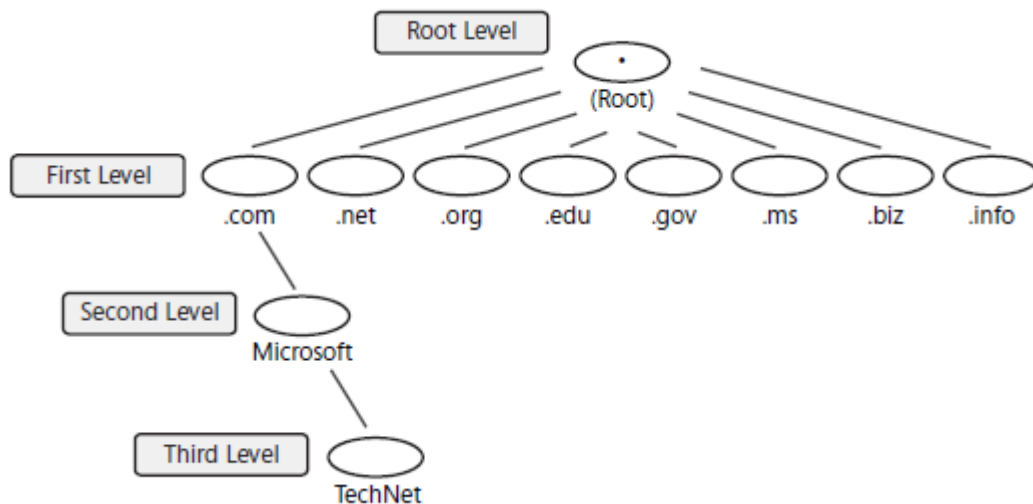 Root Level
(Root)
First Level
.com .net .org .edu .gov .ms .biz .info
Second Level
Microsoft
Third Level
TechNet